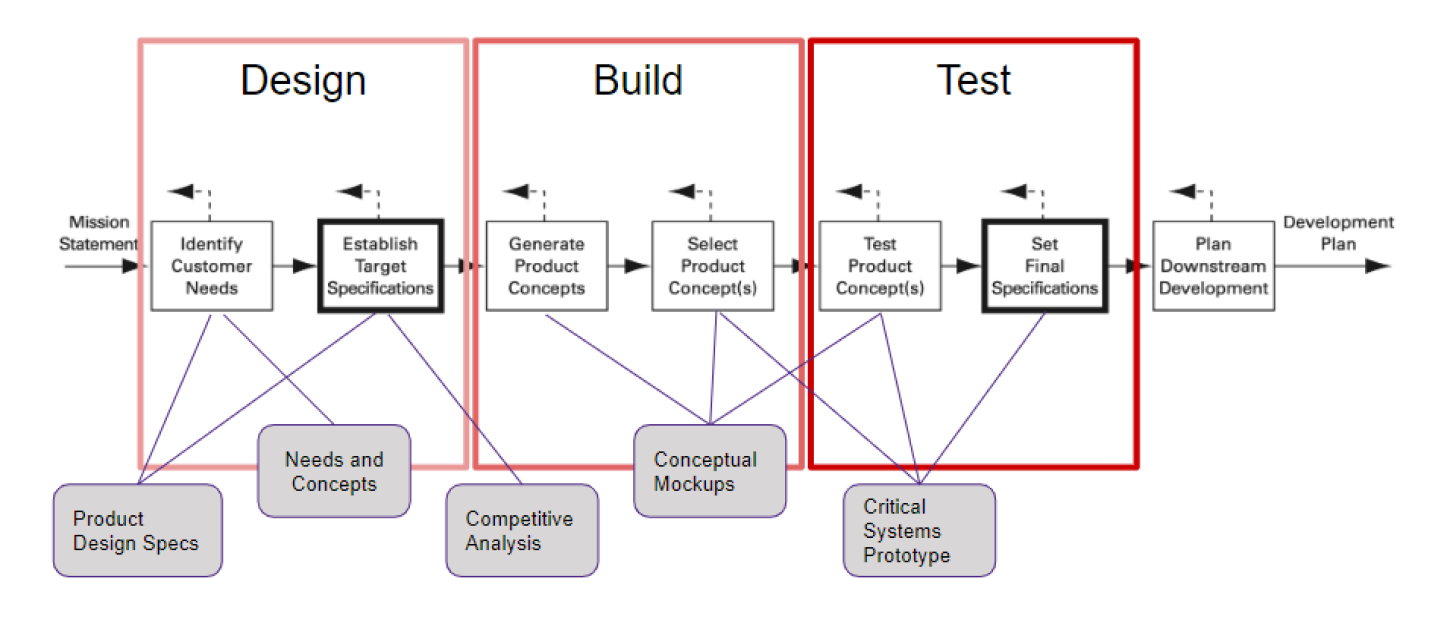 Design
Build
Test
Mission
Statement
Identify
Customer
Needs
Establish
Target
Specifications
Generate
Product
Concepts
Select
Product
Concept(s)
Test
Product
Concept(s)
Set
Final
Specifications
Plan
Downstream
Development
Development
Plan
Needs and
Concepts
Product
Design Specs
Competitive
Analysis
Conceptual
Mockups
Critical
Systems
Prototype